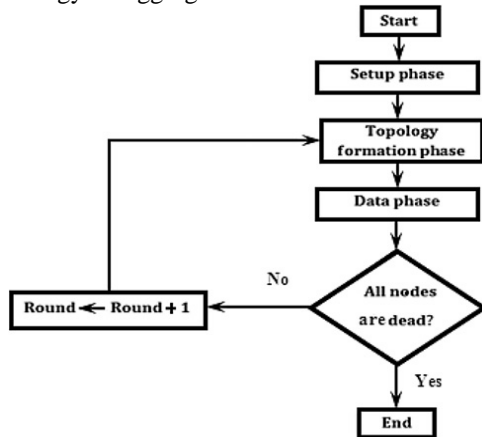 Start
Setup phase
Topology
formation phase
Data phase
All nodes
are dead?
No
Round ← Round + 1
Yes
End